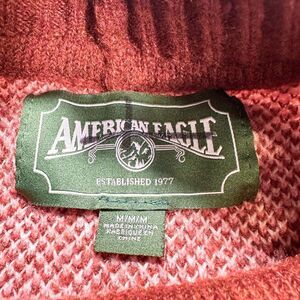 AMERICAN EAGLE
ESTABLISHED 1977
M/M/M
MADE IN CHINA
FABRIQUÉ EN
CHINE